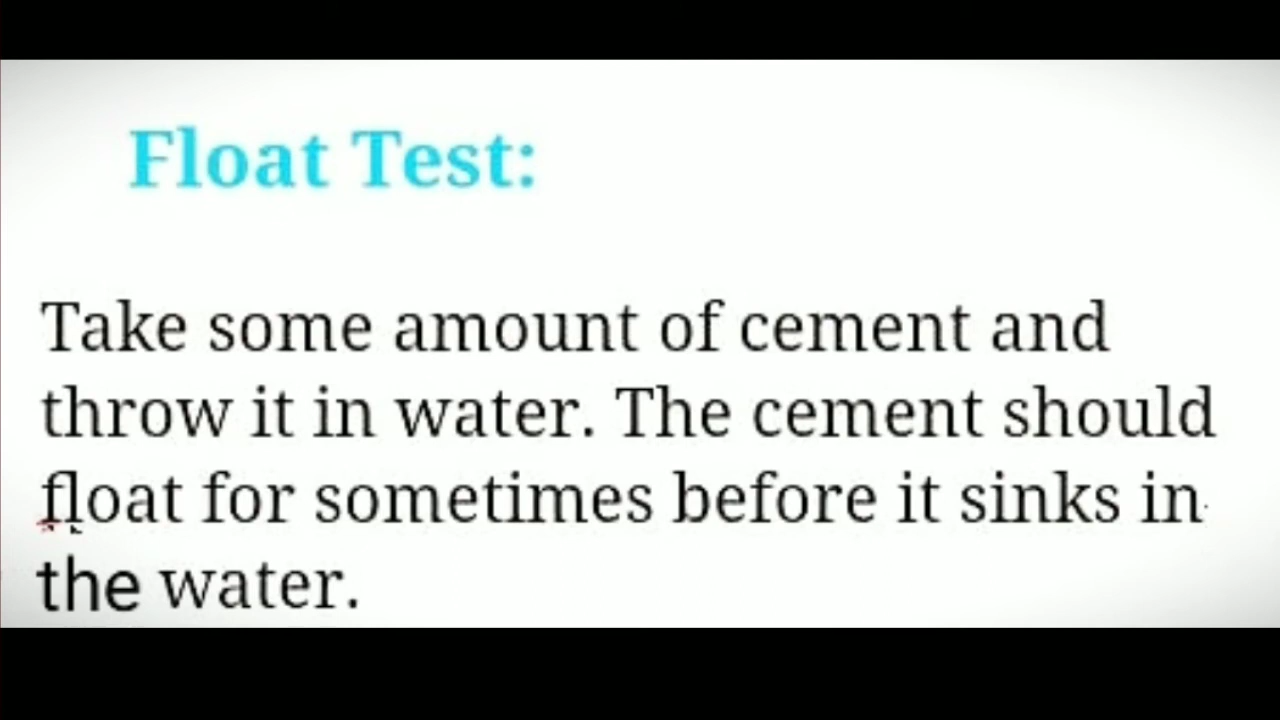 Float Test:
Take some amount of cement and
throw it in water. The cement should
float for sometimes before it sinks in
the water.